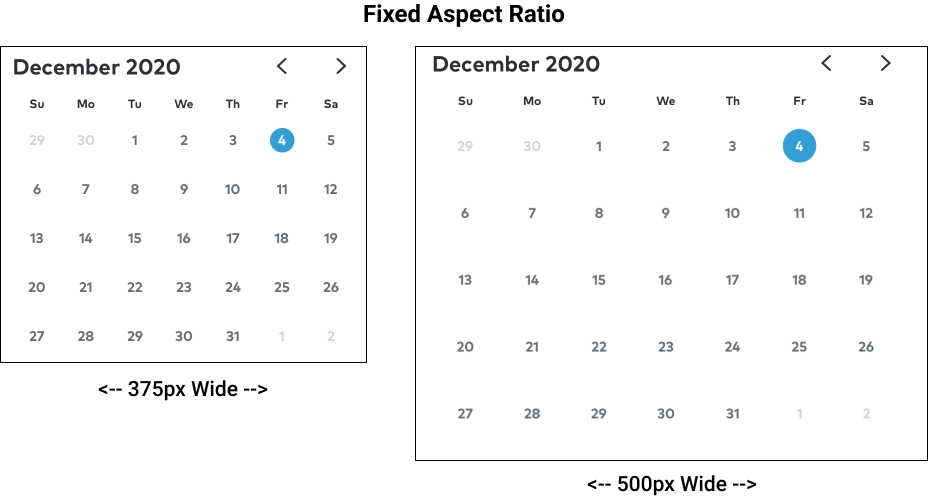 Fixed Aspect Ratio
December 2020 < >
Su Mo Tu We Th Fr Sa
29 30 1 2 3 4 5
6 7 8 9 10 11 12
13 14 15 16 17 18 19
20 21 22 23 24 25 26
27 28 29 30 31 1 2
<-- 375px Wide -->
December 2020 < >
Su Mo Tu We Th Fr Sa
29 30 1 2 3 4 5
6 7 8 9 10 11 12
13 14 15 16 17 18 19
20 21 22 23 24 25 26
27 28 29 30 31 1 2
<-- 500px Wide -->